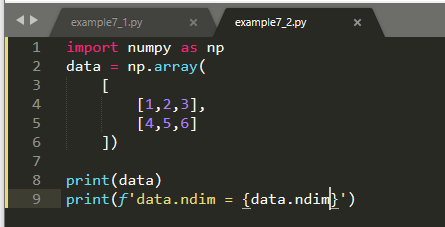 example7_1.py × example7_2.py ×
1 import numpy as np
2 data = np.array(
3     [
4         [1,2,3],
5         [4,5,6]
6     ])
7
8 print(data)
9 print(f'data.ndim = {data.ndim}')